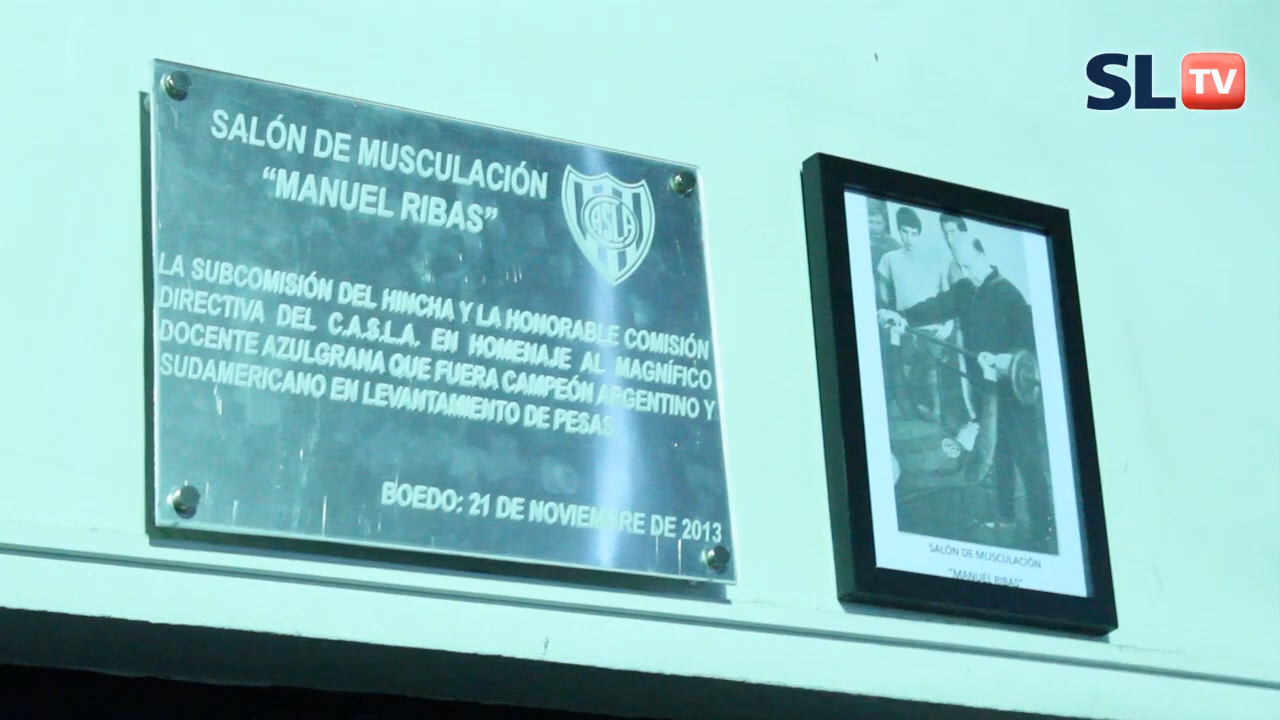 SL TV
SALÓN DE MUSCULACIÓN
“MANUEL RIBAS”
CASLA
LA SUBCOMISIÓN DEL HINCHA Y LA HONORABLE COMISIÓN
DIRECTIVA DEL C.A.S.L.A. EN HOMENAJE AL MAGNÍFICO
DOCENTE AZULGRANA QUE FUERA CAMPEÓN ARGENTINO Y
SUDAMERICANO EN LEVANTAMIENTO DE PESAS.
BOEDO: 21 DE NOVIEMBRE DE 2013
SALÓN DE MUSCULACIÓN
"MANUEL RIBAS"